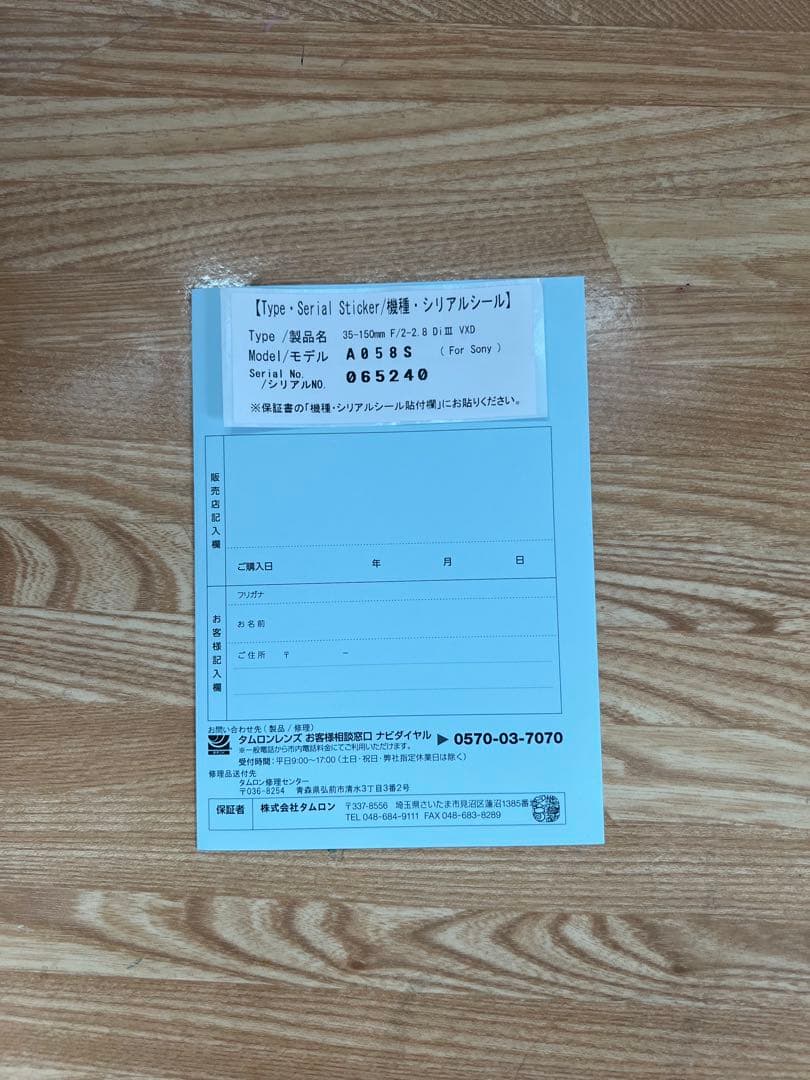 【Type・Serial Sticker/機種・シリアルシール】
Type /製品名 35-150mm F/2-2.8 DiⅢ VXD
Model/モデル A058S ( For Sony )
Serial No.
/シリアルNO. 065240
※保証書の「機種・シリアルシール貼付欄」にお貼りください。
販売店記入欄
ご購入日 年 月 日
お客様記入欄
フリガナ
お名前
ご住所 〒 −
お問い合わせ先(製品/修理)
タムロンレンズ お客様相談窓口 ナビダイヤル ▶ 0570-03-7070
※一般電話から市内電話料金にてご利用いただけます。
受付時間:平日9:00〜17:00(土日・祝日・弊社指定休業日は除く)
修理品送付先
タムロン修理センター
〒036-8254 青森県弘前市清水3丁目3番2号
保証者 株式会社タムロン 〒337-8556 埼玉県さいたま市見沼区蓮沼1385番地
TEL 048-684-9111 FAX 048-683-8289